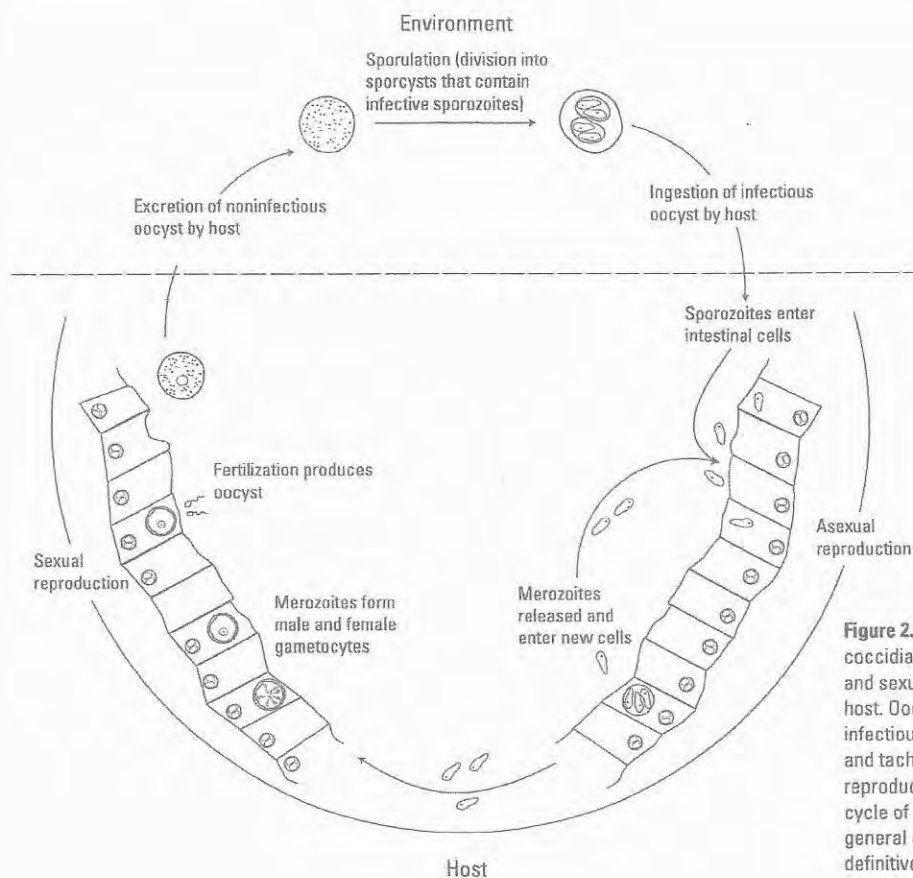 Environment
Sporulation (division into
sporcysts that contain
infective sporozoites)
Excretion of noninfectious
oocyst by host
Ingestion of infectious
oocyst by host
Sporozoites enter
intestinal cells
Fertilization produces
oocyst
Sexual
reproduction
Asexual
reproduction
Merozoites form
male and female
gametocytes
Merozoites
released and
enter new cells
Host
Figure 2.
coccidia
and sexu
host. Ooc
infectious
and tach
reproduc
cycle of
general
definitive